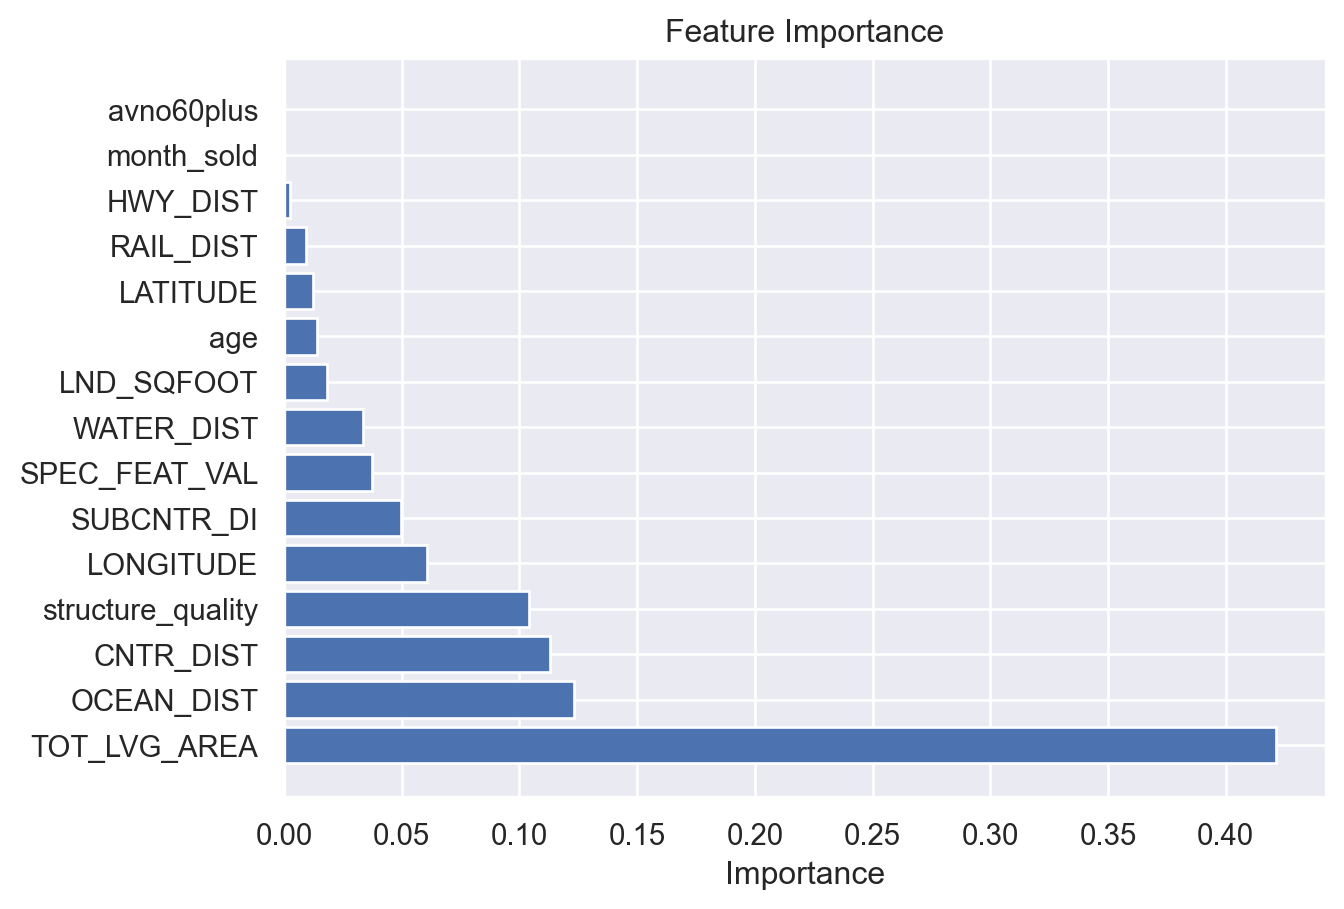 Feature Importance
avno60plus
month_sold
HWY_DIST
RAIL_DIST
LATITUDE
age
LND_SQFOOT
WATER_DIST
SPEC_FEAT_VAL
SUBCNTR_DI
LONGITUDE
structure_quality
CNTR_DIST
OCEAN_DIST
TOT_LVG_AREA
0.00 0.05 0.10 0.15 0.20 0.25 0.30 0.35 0.40
Importance